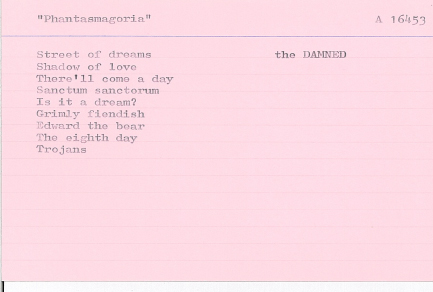 "Phantasmagoria" A 16453
Street of dreams the DAMNED
Shadow of love
There'll come a day
Sanctum sanctorum
Is it a dream?
Grimly fiendish
Edward the bear
The eighth day
Trojans